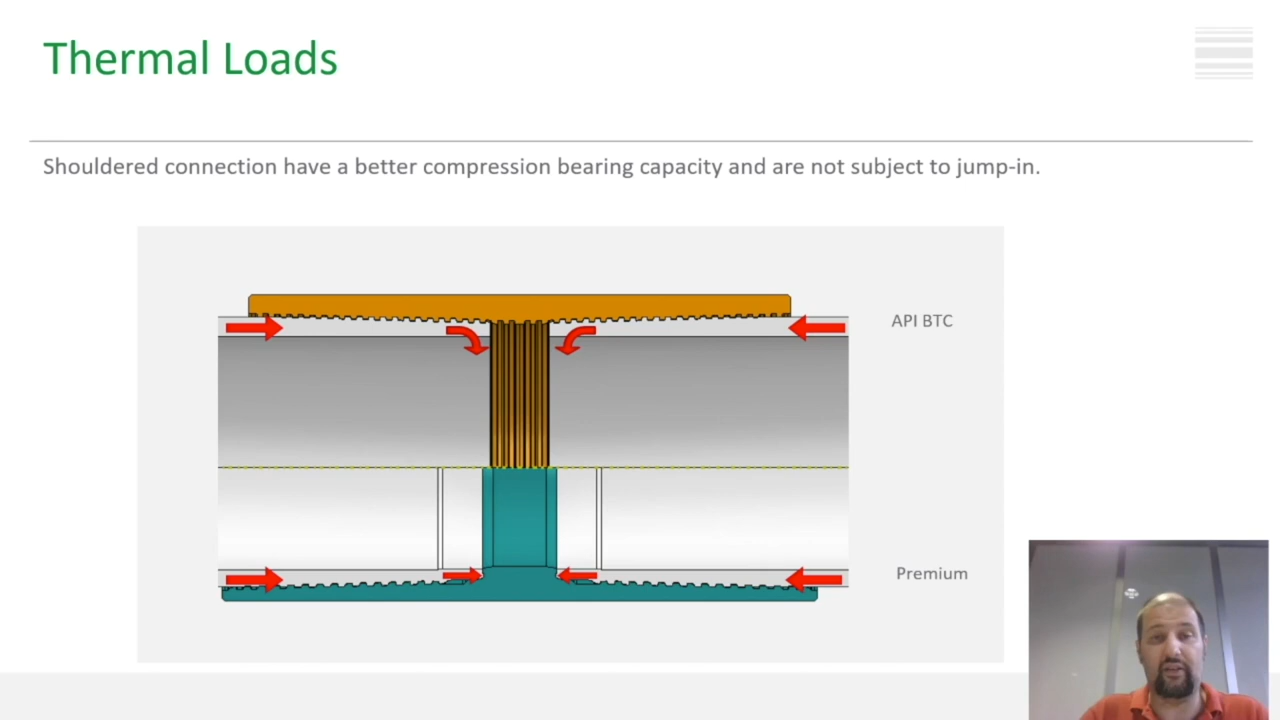 Thermal Loads
Shouldered connection have a better compression bearing capacity and are not subject to jump-in.
API BTC
Premium